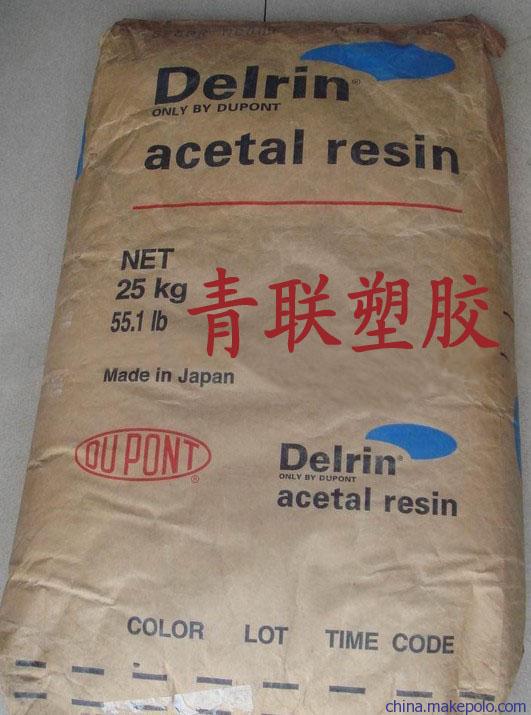 Delrin®
ONLY BY DUPONT
acetal resin
NET
25 kg
55.1 lb
青联塑胶
Made in Japan
DU PONT®
Delrin®
ONLY BY DUPONT
acetal resin
COLOR LOT TIME CODE
china.makepolo.com